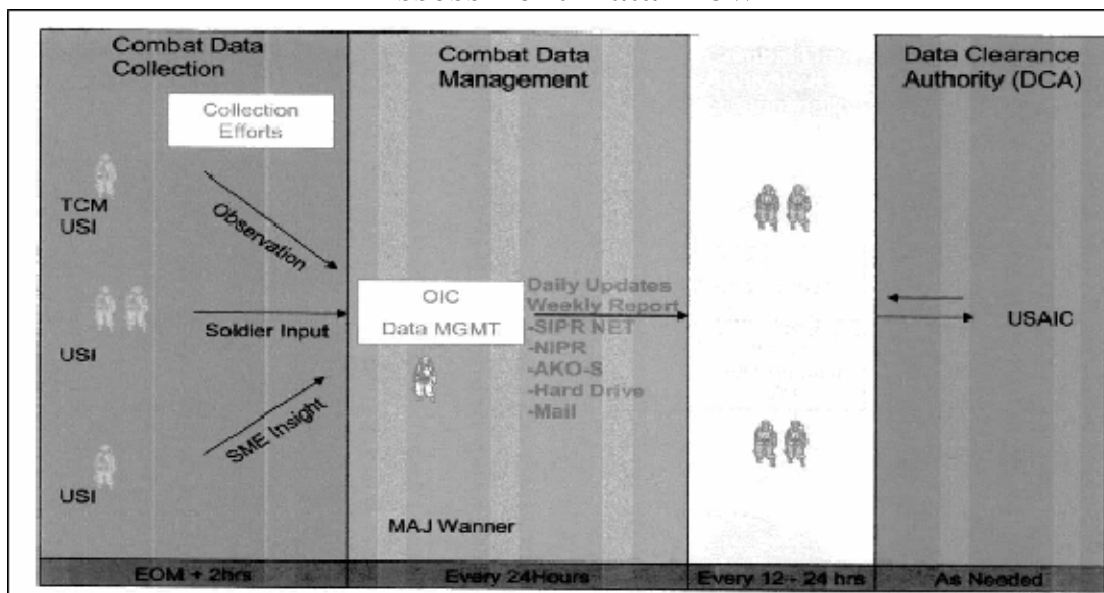 Combat Data
Collection
Collection
Efforts
TCM
USI
Observation
USI
Soldier Input
SME Insight
USI
EOM + 2hrs
Combat Data
Management
OIC
Data MGMT
Daily Updates
Weekly Report
-SIPR NET
-NIPR
-AKO-S
-Hard Drive
-Mail
MAJ Wanner
Every 24Hours
Every 12 - 24 hrs
Data Clearance
Authority (DCA)
USAIC
As Needed